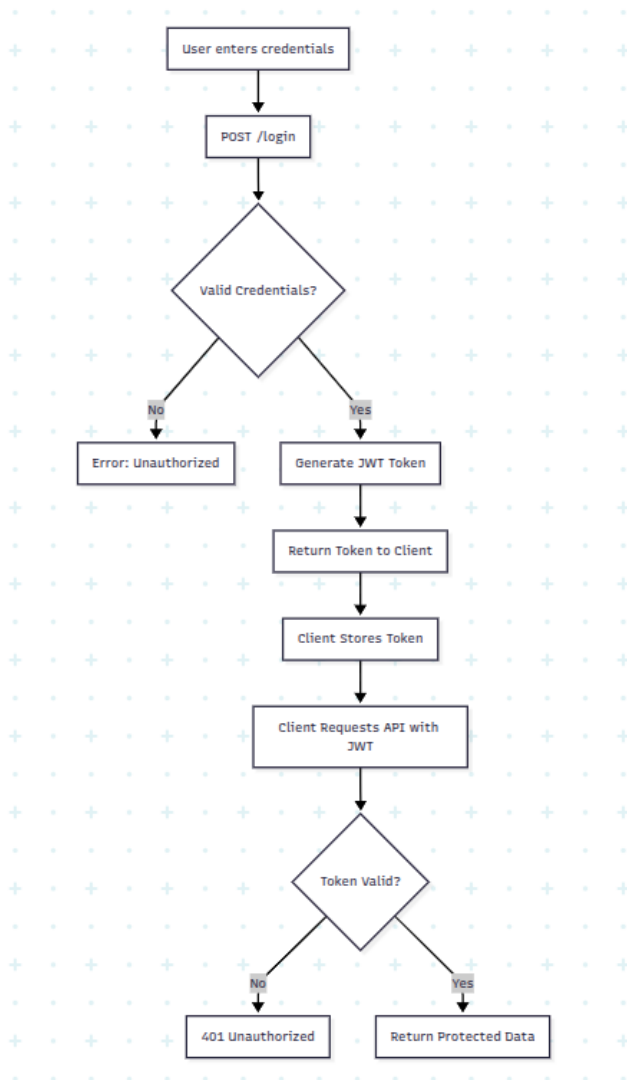 User enters credentials
POST /login
Valid Credentials?
No
Yes
Error: Unauthorized
Generate JWT Token
Return Token to Client
Client Stores Token
Client Requests API with
JWT
Token Valid?
No
Yes
401 Unauthorized
Return Protected Data